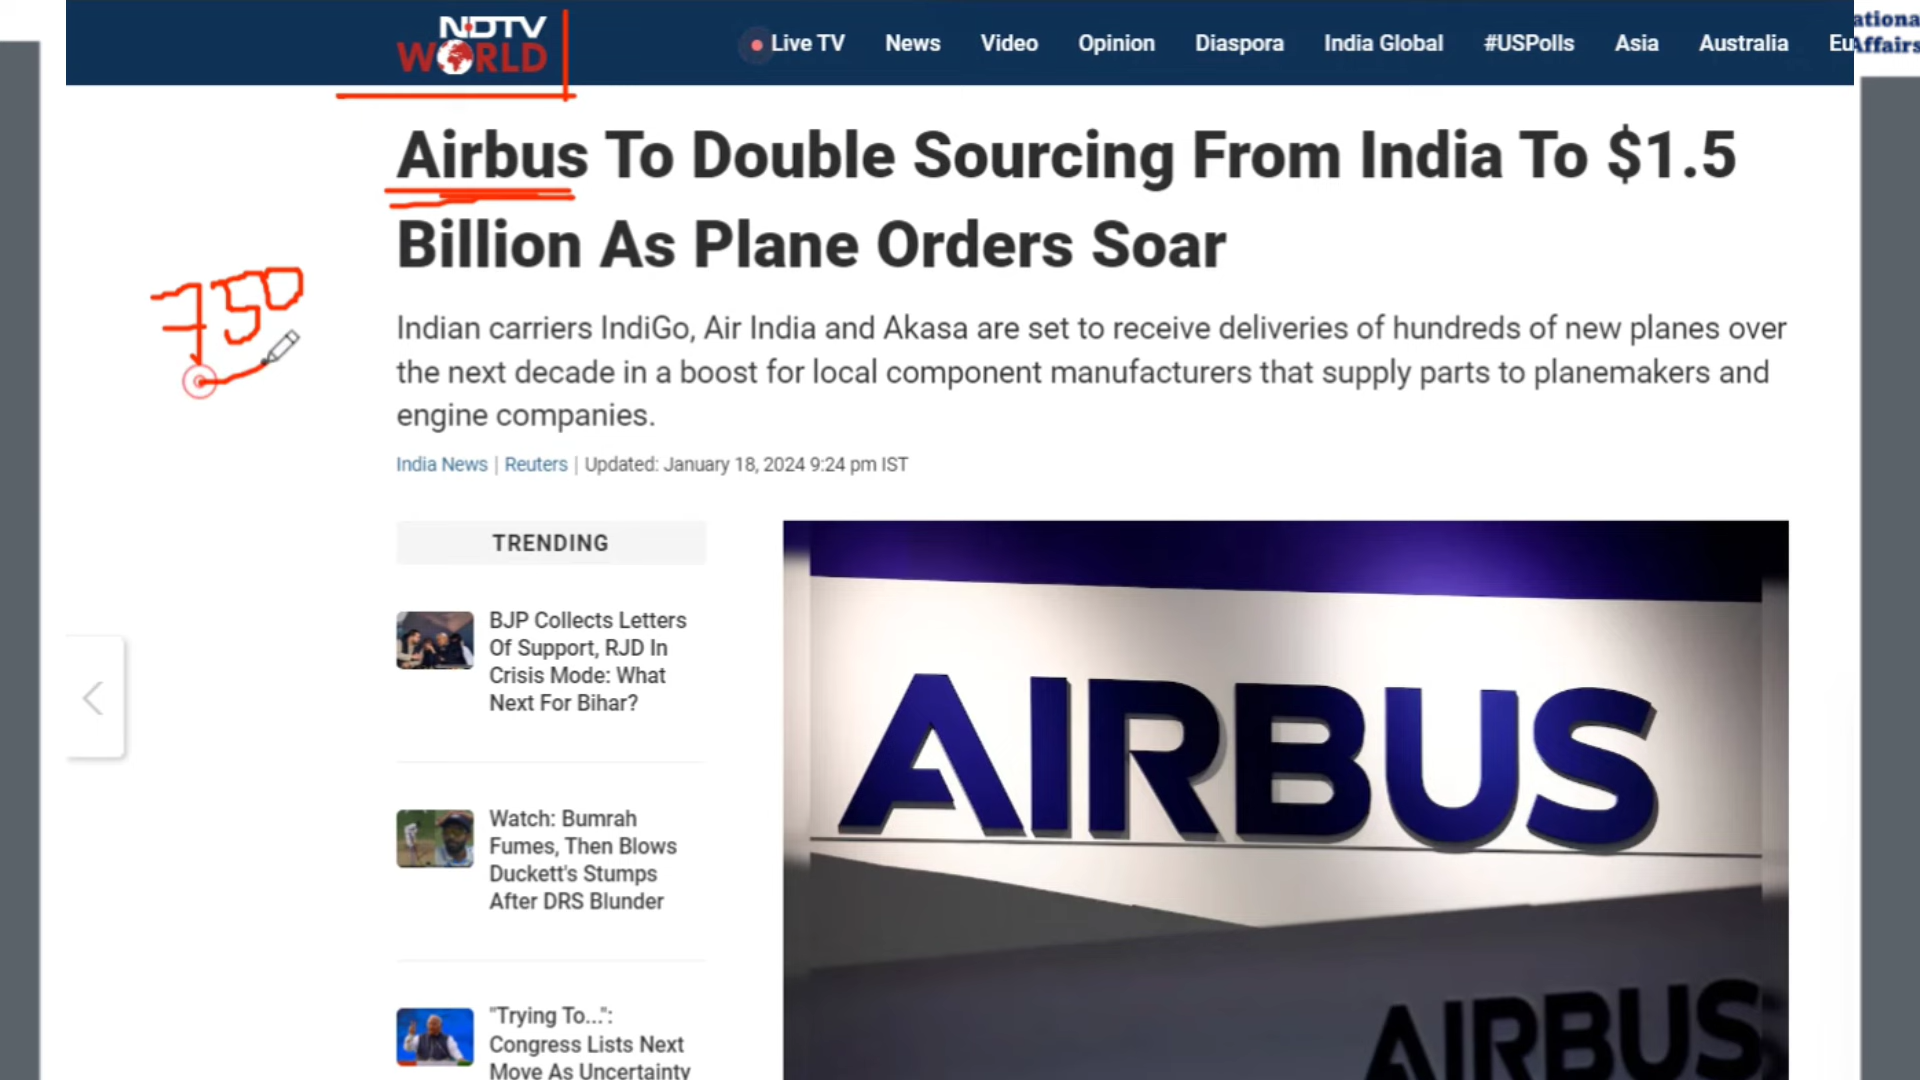 NDTV
WORLD
Live TV News Video Opinion Diaspora India Global #USPolls Asia Australia Eu
ationa
Affairs
Airbus To Double Sourcing From India To $1.5
Billion As Plane Orders Soar
750
Indian carriers IndiGo, Air India and Akasa are set to receive deliveries of hundreds of new planes over
the next decade in a boost for local component manufacturers that supply parts to planemakers and
engine companies.
India News | Reuters | Updated: January 18, 2024 9:24 pm IST
TRENDING
BJP Collects Letters
Of Support, RJD In
Crisis Mode: What
Next For Bihar?
Watch: Bumrah
Fumes, Then Blows
Duckett's Stumps
After DRS Blunder
"Trying To...":
Congress Lists Next
Move As Uncertainty
AIRBUS
AIRBUS